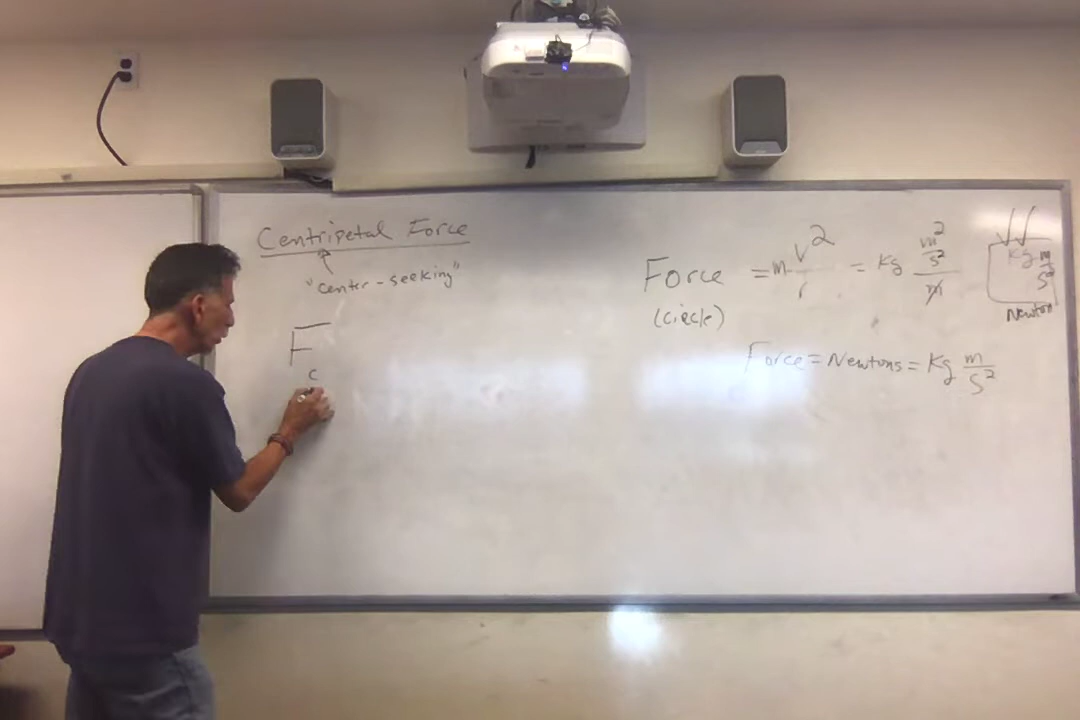 Centripetal Force
"center-seeking"
F
c
Force = m v²/r = kg m²/s²/m
kg m/s²
(circle)
Newton
Force = Newtons = kg m/s²